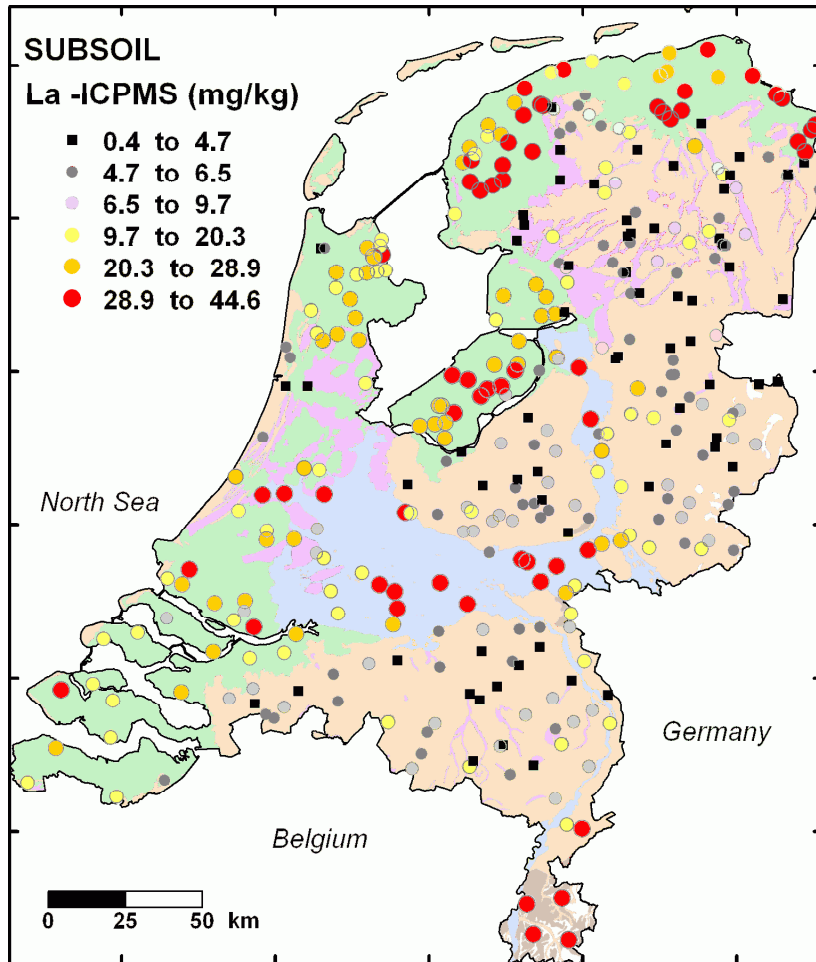 SUBSOIL
La -ICPMS (mg/kg)
0.4 to 4.7
4.7 to 6.5
6.5 to 9.7
9.7 to 20.3
20.3 to 28.9
28.9 to 44.6
North Sea
Germany
Belgium
0 25 50 km